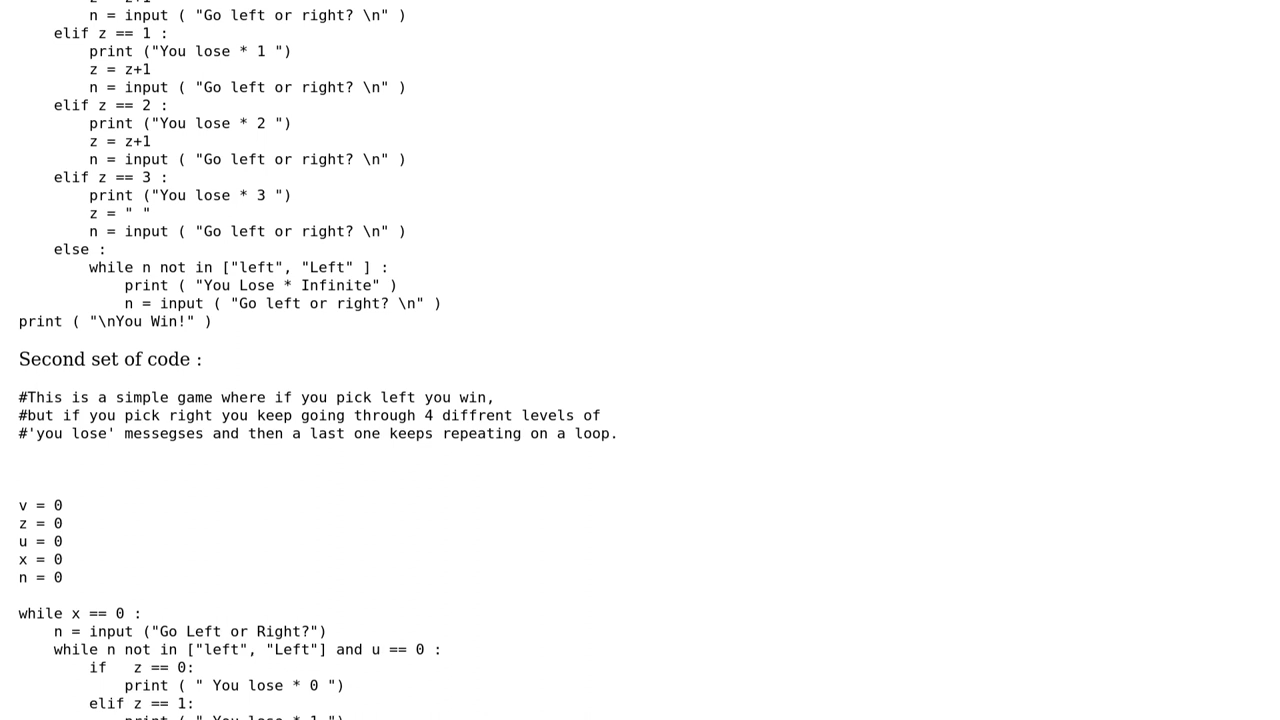 z = z+1
n = input ( "Go left or right? \n" )
elif z == 1 :
print ("You lose * 1 ")
z = z+1
n = input ( "Go left or right? \n" )
elif z == 2 :
print ("You lose * 2 ")
z = z+1
n = input ( "Go left or right? \n" )
elif z == 3 :
print ("You lose * 3 ")
z = " "
n = input ( "Go left or right? \n" )
else :
while n not in ["left", "Left" ] :
print ( "You Lose * Infinite" )
n = input ( "Go left or right? \n" )
print ( "\nYou Win!" )
Second set of code :
#This is a simple game where if you pick left you win,
#but if you pick right you keep going through 4 diffrent levels of
#'you lose' messegses and then a last one keeps repeating on a loop.
v = 0
z = 0
u = 0
x = 0
n = 0
while x == 0 :
n = input ("Go Left or Right?")
while n not in ["left", "Left"] and u == 0 :
if   z == 0:
print ( " You lose * 0 ")
elif z == 1:
print ( " You lose * 1 ")